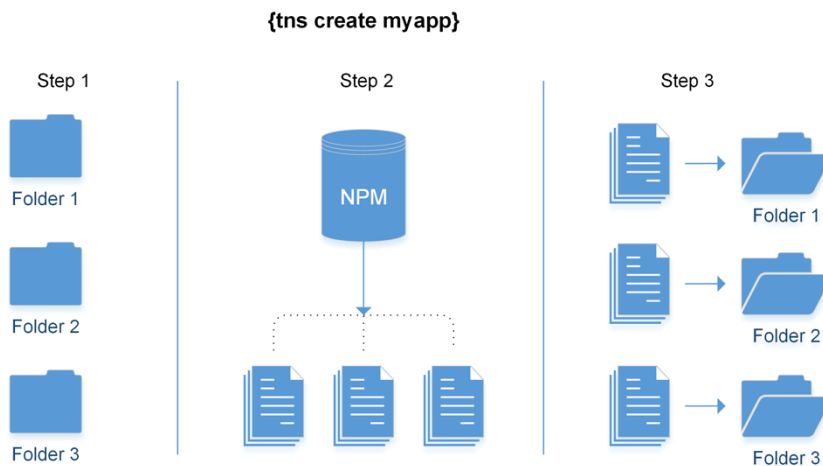 {tns create myapp}
Step 1
Folder 1
Folder 2
Folder 3
Step 2
NPM
Step 3
Folder 1
Folder 2
Folder 3